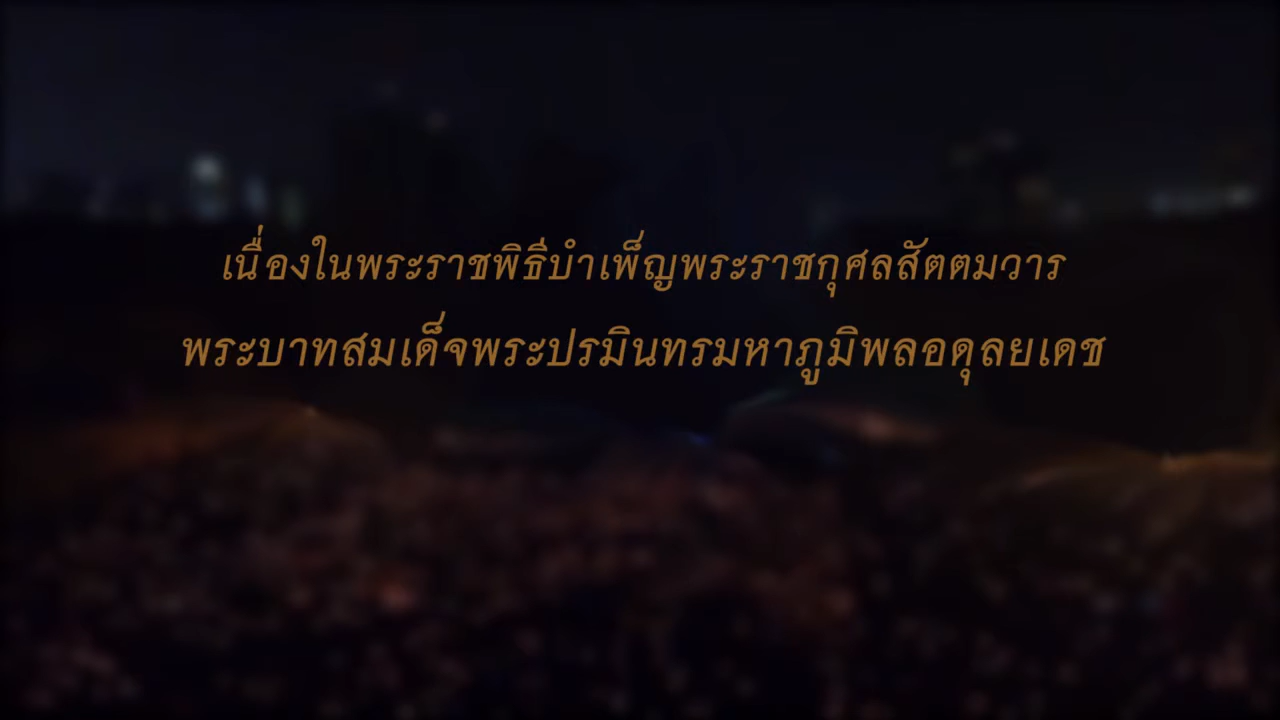 เนื่องในพระราชพิธีบำเพ็ญพระราชกุศลสัตตมวาร
พระบาทสมเด็จพระปรมินทรมหาภูมิพลอดุลยเดช